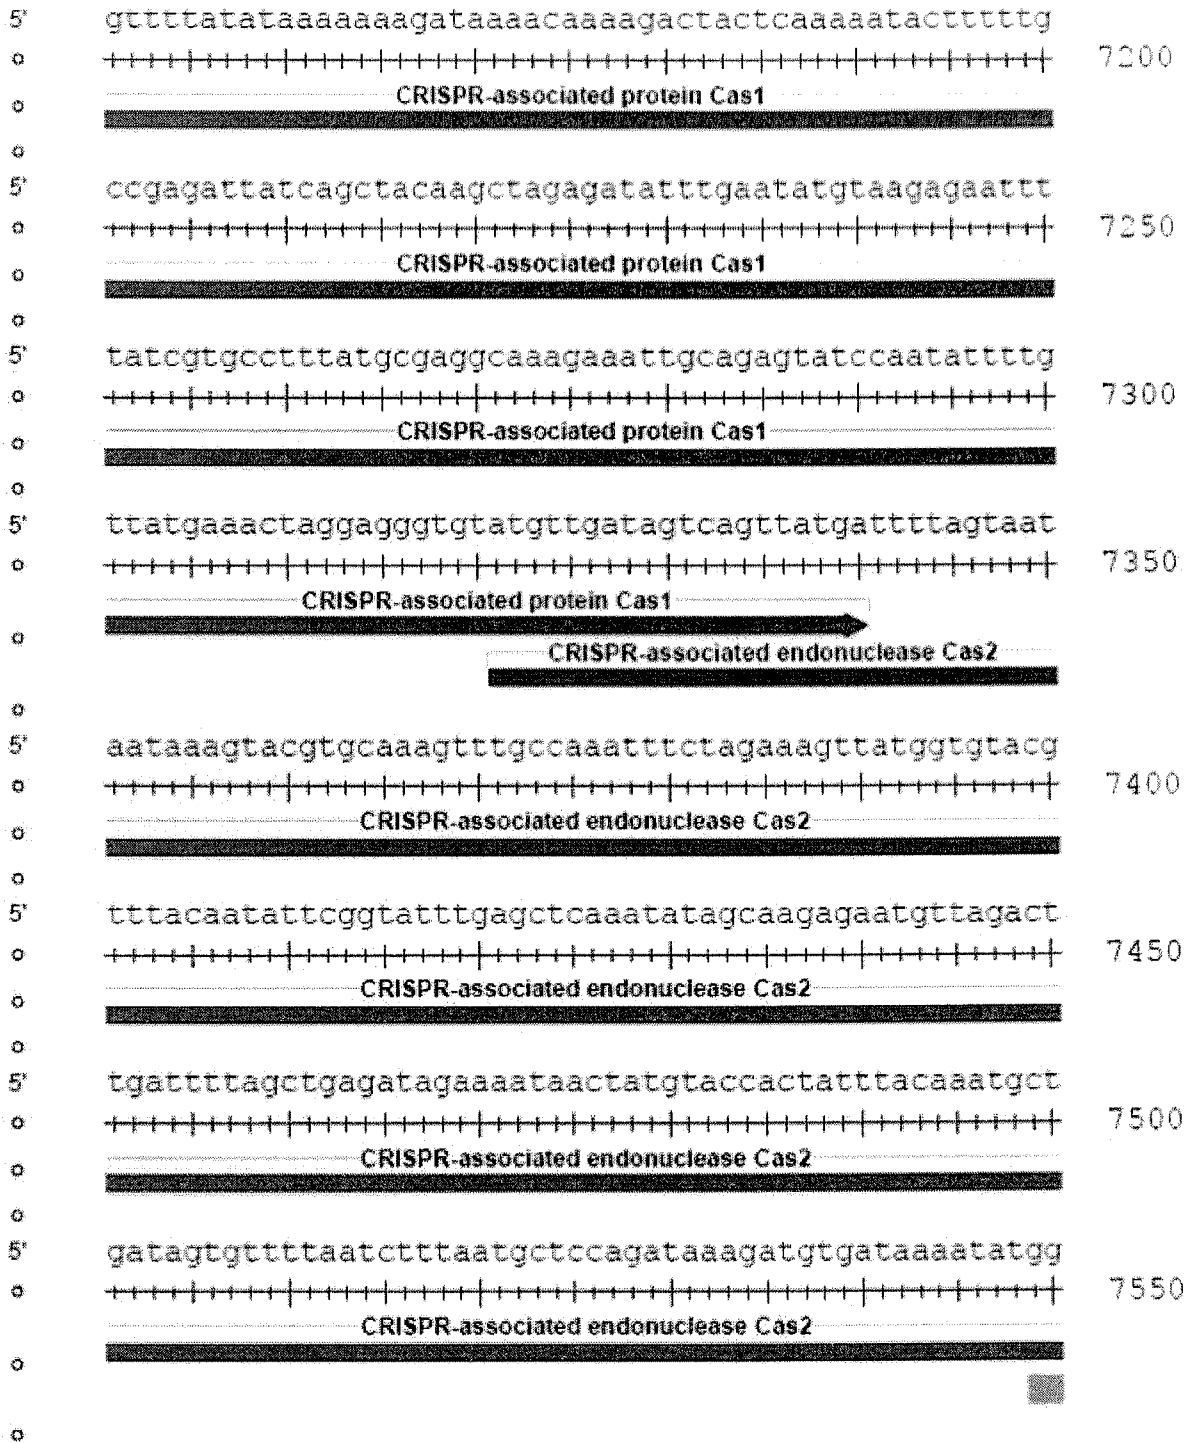 5' gttttatataaaaaaagataaaacaaaagactactcaaaaatactttttg
7200
CRISPR-associated protein Cas1
5' ccgagattatcagctacaagctagagatatttgaatatgtaagagaattt
7250
CRISPR-associated protein Cas1
5' tatcgtgcctttatgcgaggcaaagaaattgcagagtatccaatattttg
7300
CRISPR-associated protein Cas1
5' ttatgaaactaggagggtgtatgttgatagtcagttatgattttagtaat
7350
CRISPR-associated protein Cas1
CRISPR-associated endonuclease Cas2
5' aataaagtacgtgcaaagtttgccaaatttctagaaagttatggtgtacg
7400
CRISPR-associated endonuclease Cas2
5' tttacaatattcggtatttgagctcaaatatagcaagagaatgttagact
7450
CRISPR-associated endonuclease Cas2
5' tgattttagctgagatagaaaataactatgtaccactatttacaaatgct
7500
CRISPR-associated endonuclease Cas2
5' gatagtgttttaatctttaatgctccagataaagatgtgataaaatatgg
7550
CRISPR-associated endonuclease Cas2